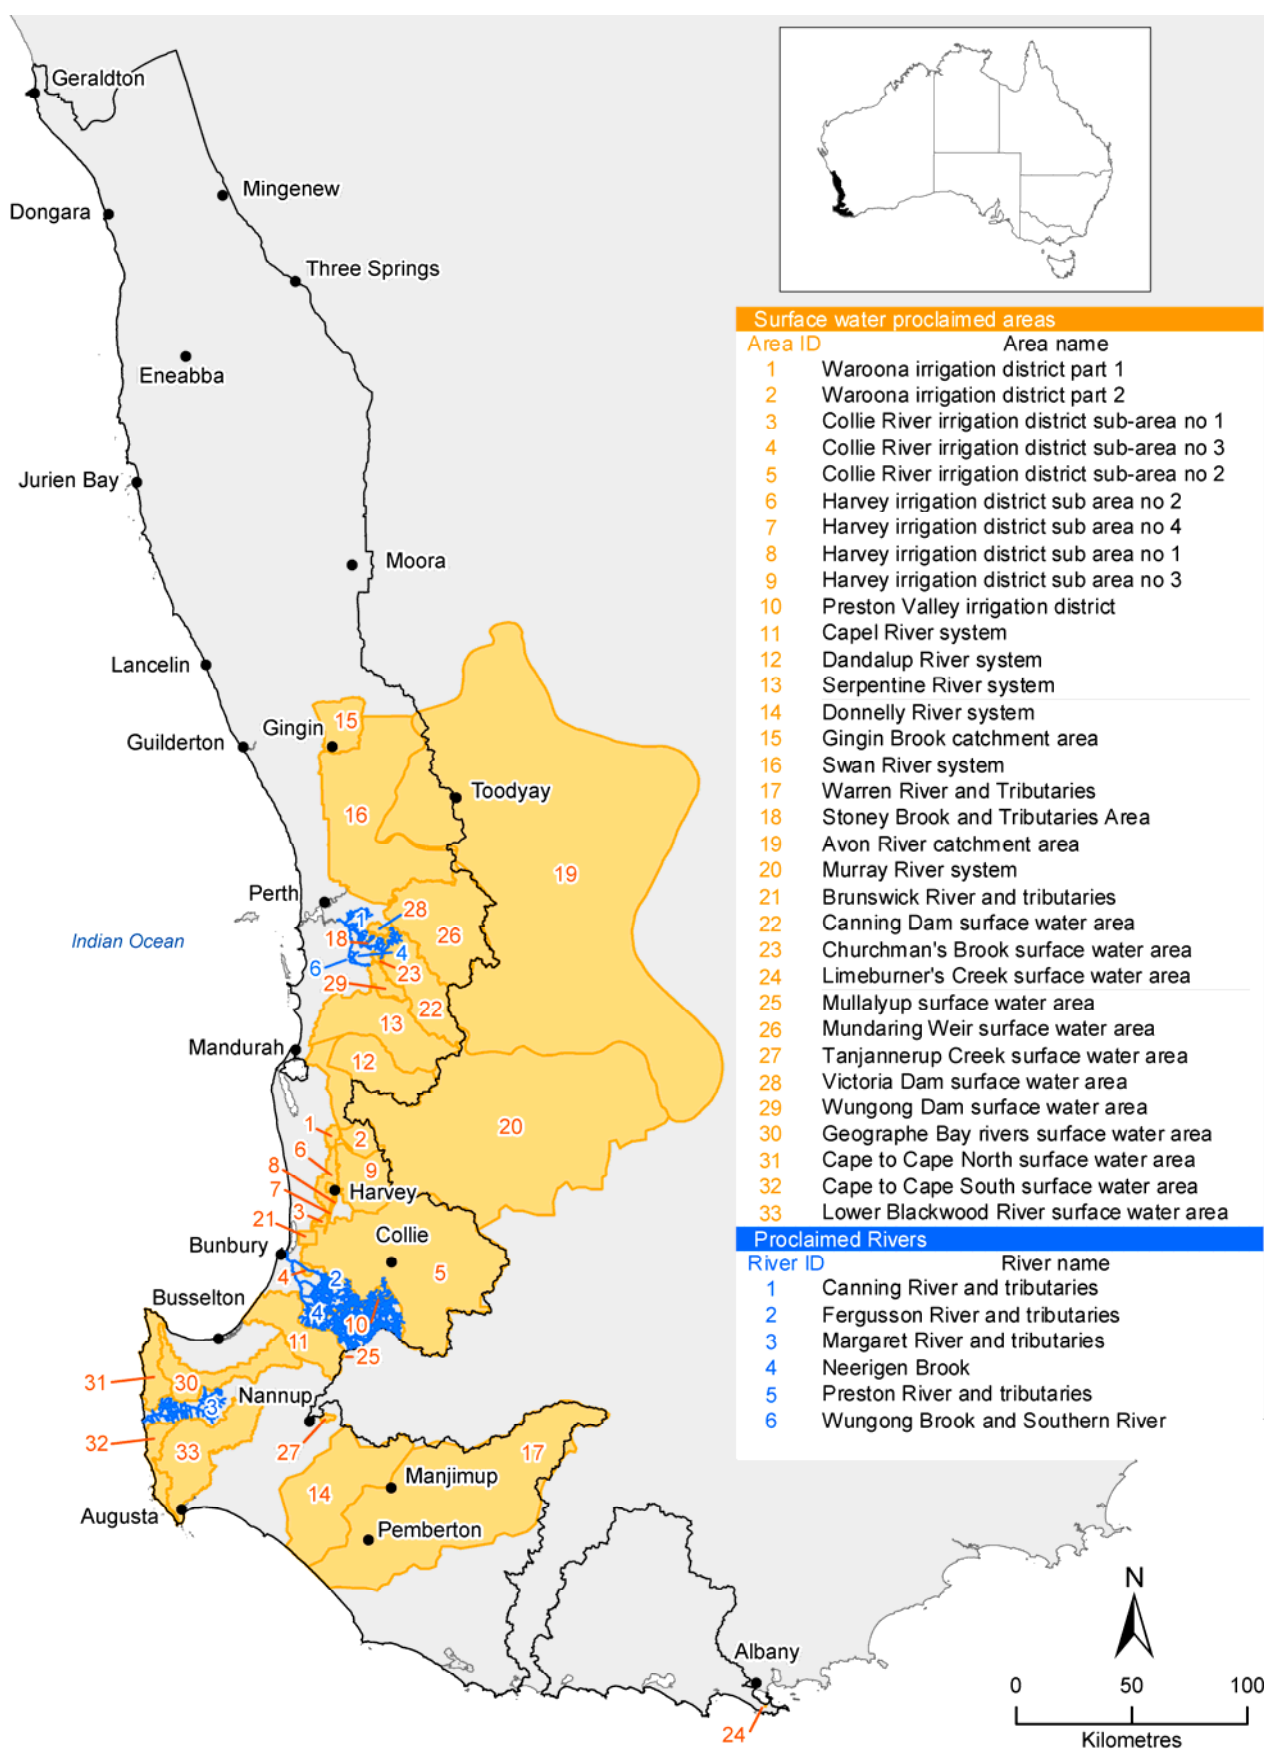 Geraldton
Mingenew
Dongara
Three Springs
Eneabba
Jurien Bay
Moora
Lancelin
Gingin
15
Guilderton
Toodyay
16
19
Perth
1
28
Indian Ocean
18
26
6
4
23
29
22
13
Mandurah
12
20
1
2
6
8
9
7
Harvey
3
21
Bunbury
Collie
4
2
5
Busselton
4
10
11
25
31
30
Nannup
3
32
33
27
17
14
Manjimup
Augusta
Pemberton
Albany
24
Surface water proclaimed areas
Area ID Area name
1 Waroona irrigation district part 1
2 Waroona irrigation district part 2
3 Collie River irrigation district sub-area no 1
4 Collie River irrigation district sub-area no 3
5 Collie River irrigation district sub-area no 2
6 Harvey irrigation district sub area no 2
7 Harvey irrigation district sub area no 4
8 Harvey irrigation district sub area no 1
9 Harvey irrigation district sub area no 3
10 Preston Valley irrigation district
11 Capel River system
12 Dandalup River system
13 Serpentine River system
14 Donnelly River system
15 Gingin Brook catchment area
16 Swan River system
17 Warren River and Tributaries
18 Stoney Brook and Tributaries Area
19 Avon River catchment area
20 Murray River system
21 Brunswick River and tributaries
22 Canning Dam surface water area
23 Churchman's Brook surface water area
24 Limeburner's Creek surface water area
25 Mullalyup surface water area
26 Mundaring Weir surface water area
27 Tanjannerup Creek surface water area
28 Victoria Dam surface water area
29 Wungong Dam surface water area
30 Geographe Bay rivers surface water area
31 Cape to Cape North surface water area
32 Cape to Cape South surface water area
33 Lower Blackwood River surface water area
Proclaimed Rivers
River ID River name
1 Canning River and tributaries
2 Fergusson River and tributaries
3 Margaret River and tributaries
4 Neerigen Brook
5 Preston River and tributaries
6 Wungong Brook and Southern River
N
0 50 100
Kilometres